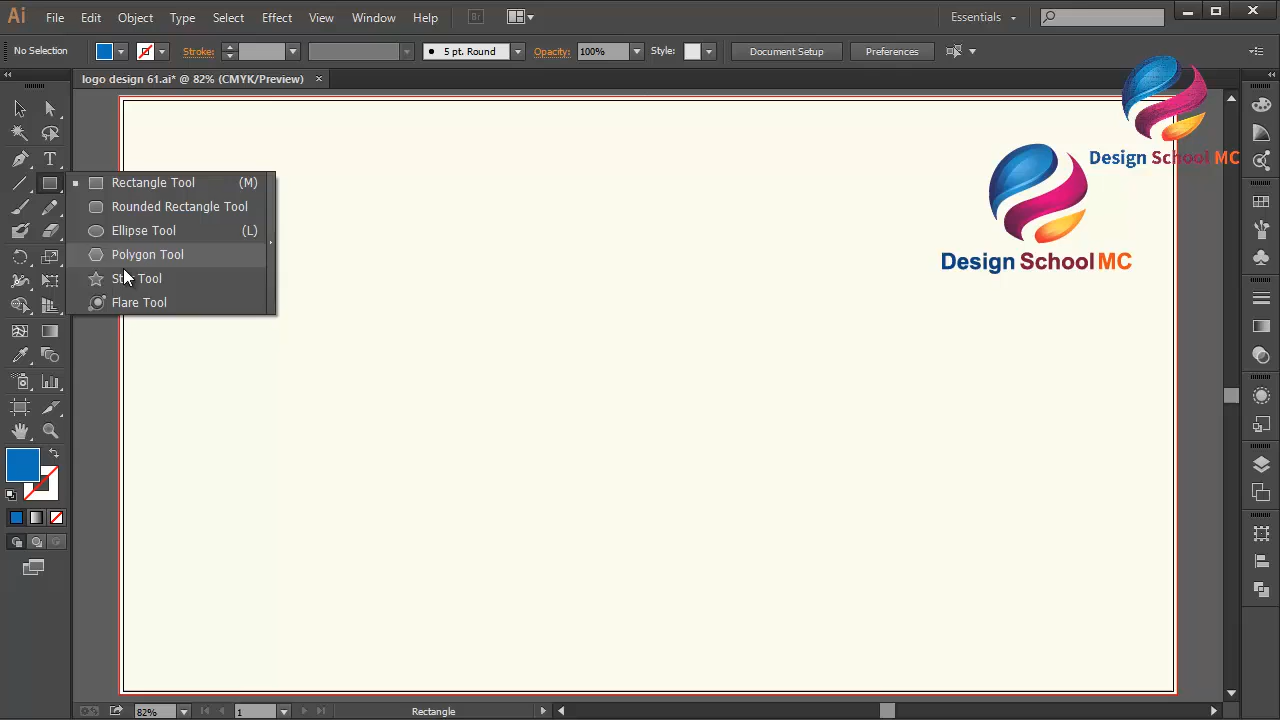 Ai File Edit Object Type Select Effect View Window Help Br Essentials
No Selection Stroke: 5 pt. Round Opacity: 100% Style: Document Setup Preferences
logo design 61.ai* @ 82% (CMYK/Preview) ×
Design School MC
Design School MC
T
Rectangle Tool (M)
Rounded Rectangle Tool
Ellipse Tool (L)
Polygon Tool
Tool
Flare Tool
82% 1 Rectangle